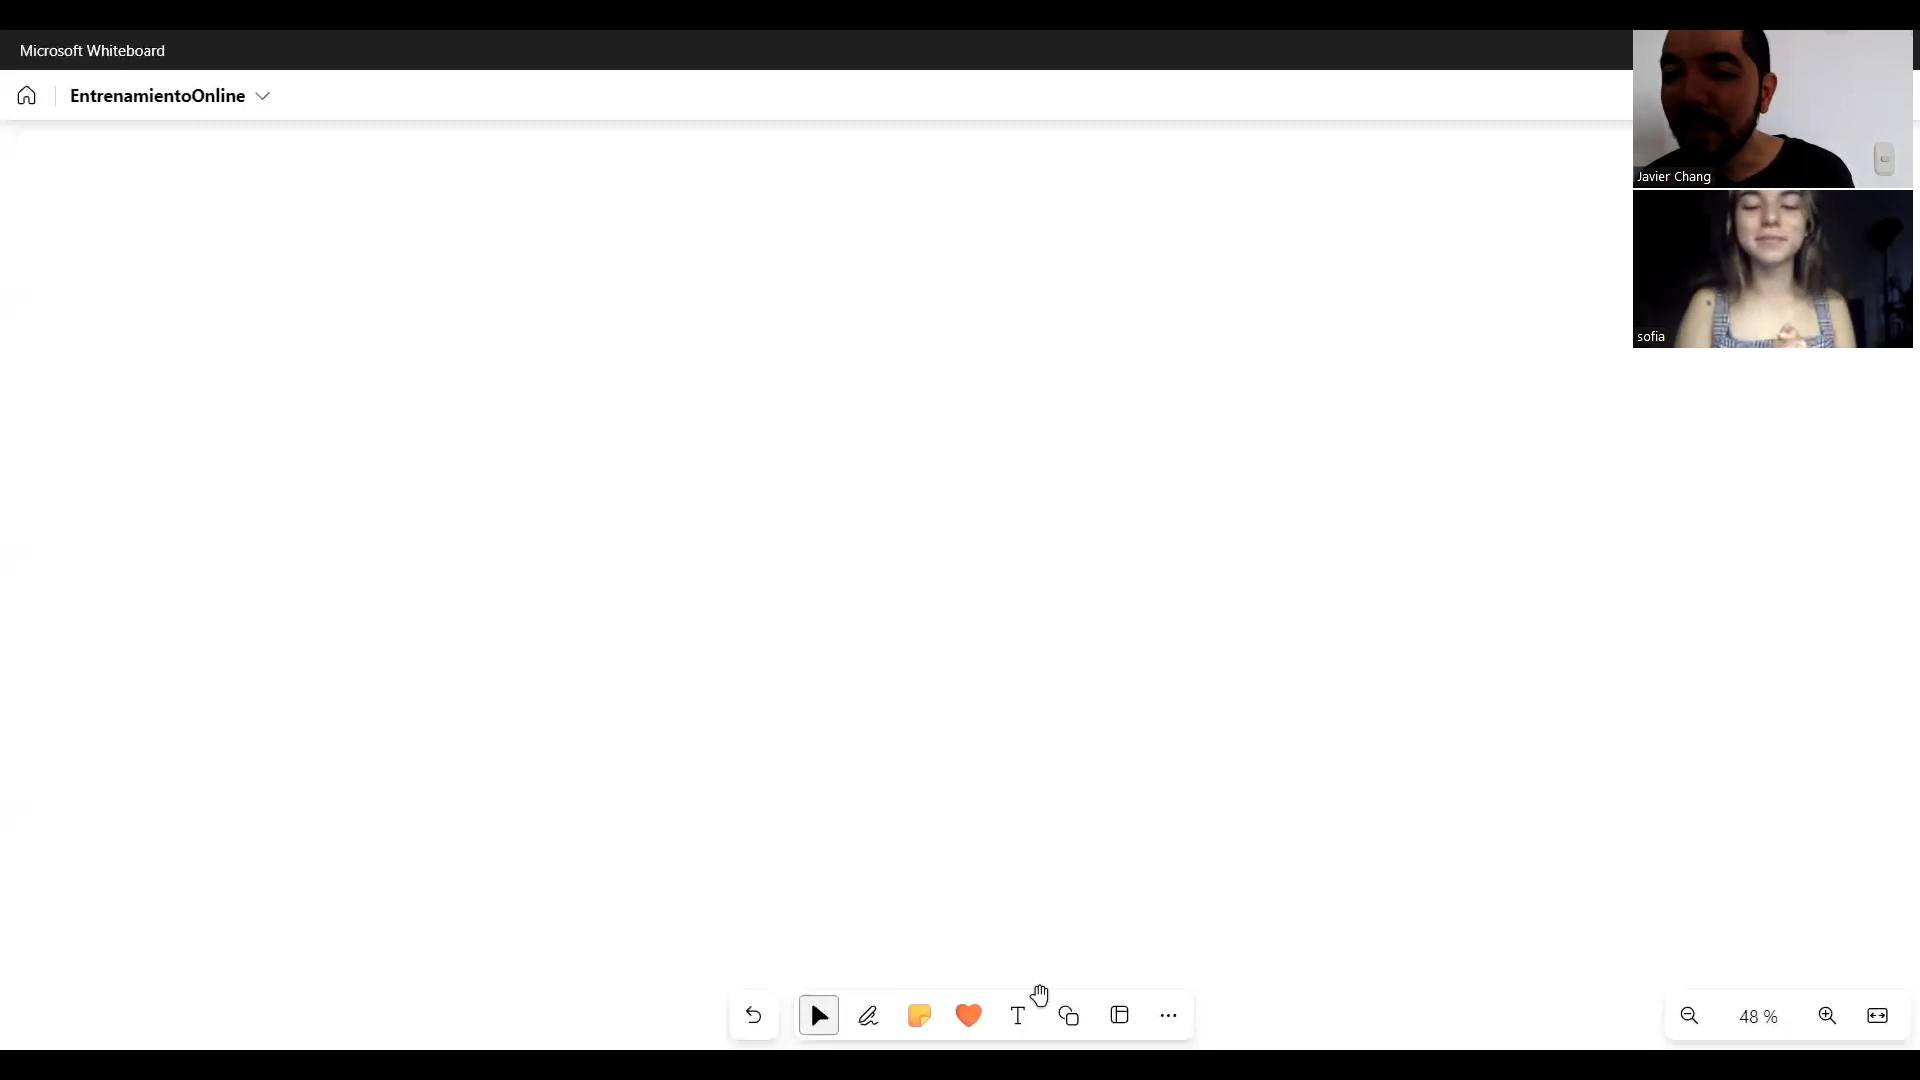 Microsoft Whiteboard
EntrenamientoOnline
Javier Chang
sofia
48 %